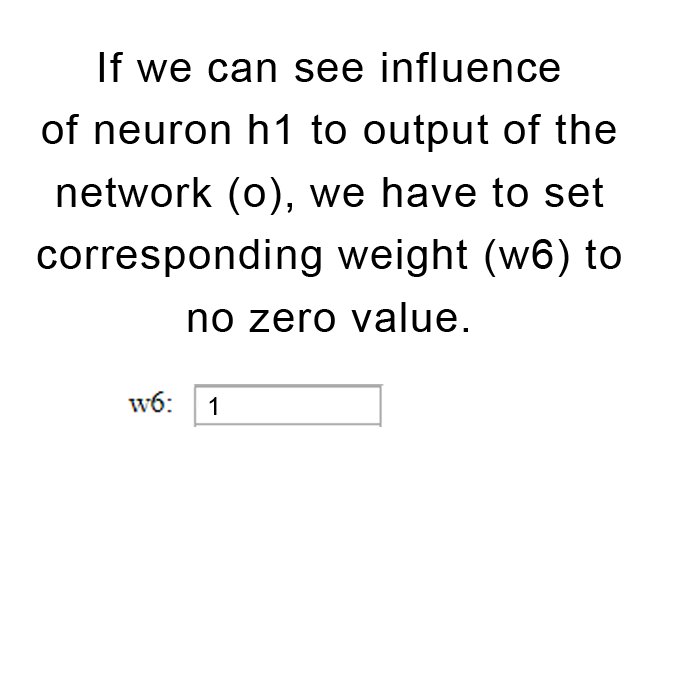 If we can see influence
of neuron h1 to output of the
network (o), we have to set
corresponding weight (w6) to
no zero value.
w6: 1